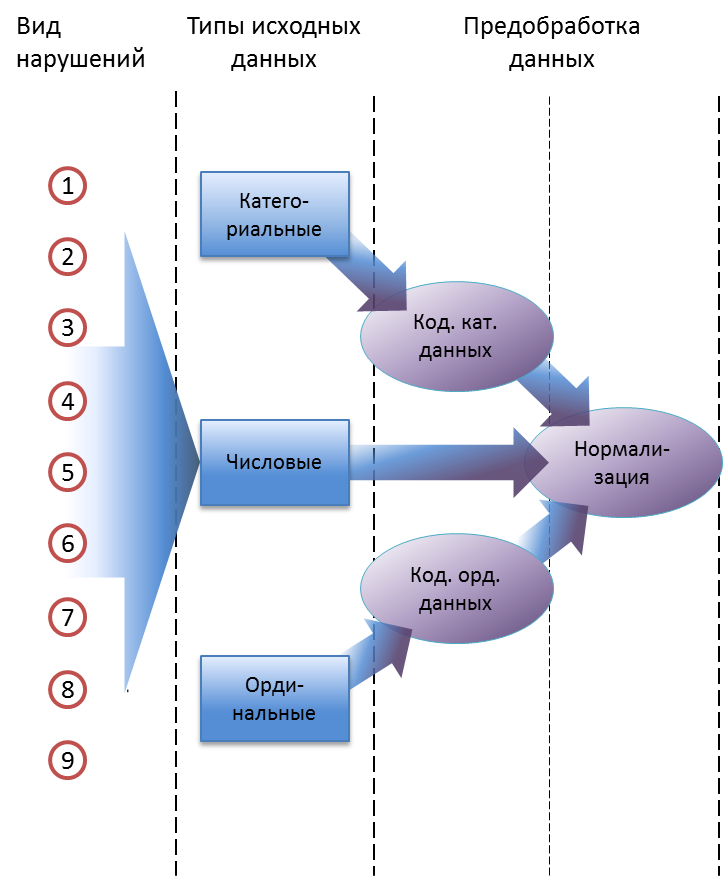 Вид
нарушений
Типы исходных
данных
Предобработка
данных
1
2
3
4
5
6
7
8
9
Катего-
риальные
Числовые
Орди-
нальные
Код. кат.
данных
Код. орд.
данных
Нормали-
зация